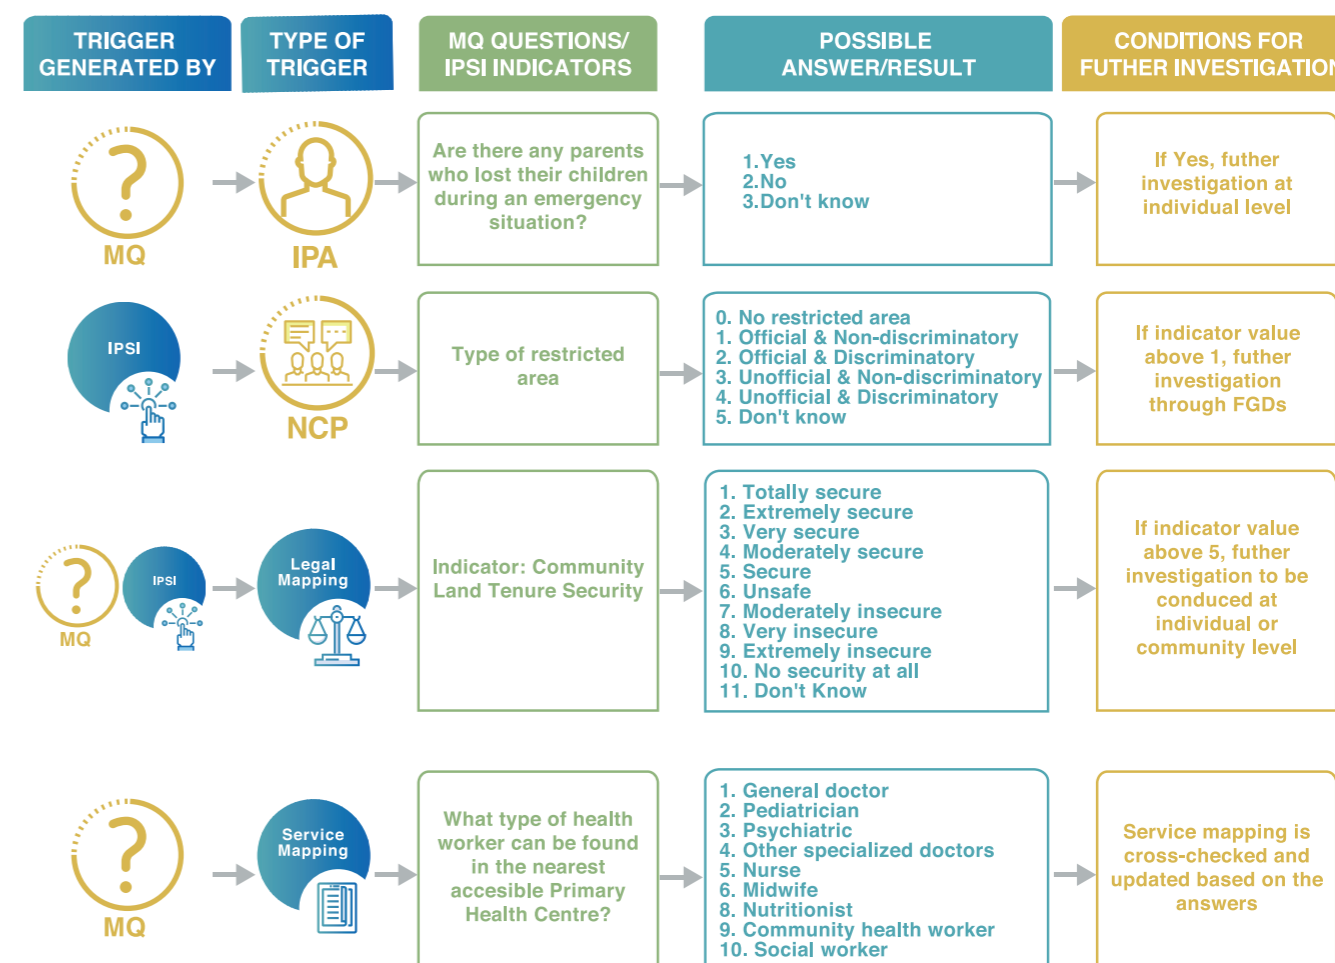 TRIGGER
GENERATED BY
TYPE OF
TRIGGER
MQ QUESTIONS/
IPSI INDICATORS
POSSIBLE
ANSWER/RESULT
CONDITIONS FOR
FUTHER INVESTIGATION
MQ
IPA
Are there any parents
who lost their children
during an emergency
situation?
1.Yes
2.No
3.Don't know
If Yes, futher
investigation at
individual level
IPSI
NCP
Type of restricted
area
0. No restricted area
1. Official & Non-discriminatory
2. Official & Discriminatory
3. Unofficial & Non-discriminatory
4. Unofficial & Discriminatory
5. Don't know
If indicator value
above 1, futher
investigation
through FGDs
MQ
IPSI
Legal
Mapping
Indicator: Community
Land Tenure Security
1. Totally secure
2. Extremely secure
3. Very secure
4. Moderately secure
5. Secure
6. Unsafe
7. Moderately insecure
8. Very insecure
9. Extremely insecure
10. No security at all
11. Don't Know
If indicator value
above 5, futher
investigation to be
conduced at
individual or
community level
MQ
Service
Mapping
What type of health
worker can be found
in the nearest
accesible Primary
Health Centre?
1. General doctor
2. Pediatrician
3. Psychiatric
4. Other specialized doctors
5. Nurse
6. Midwife
8. Nutritionist
9. Community health worker
10. Social worker
Service mapping is
cross-checked and
updated based on the
answers